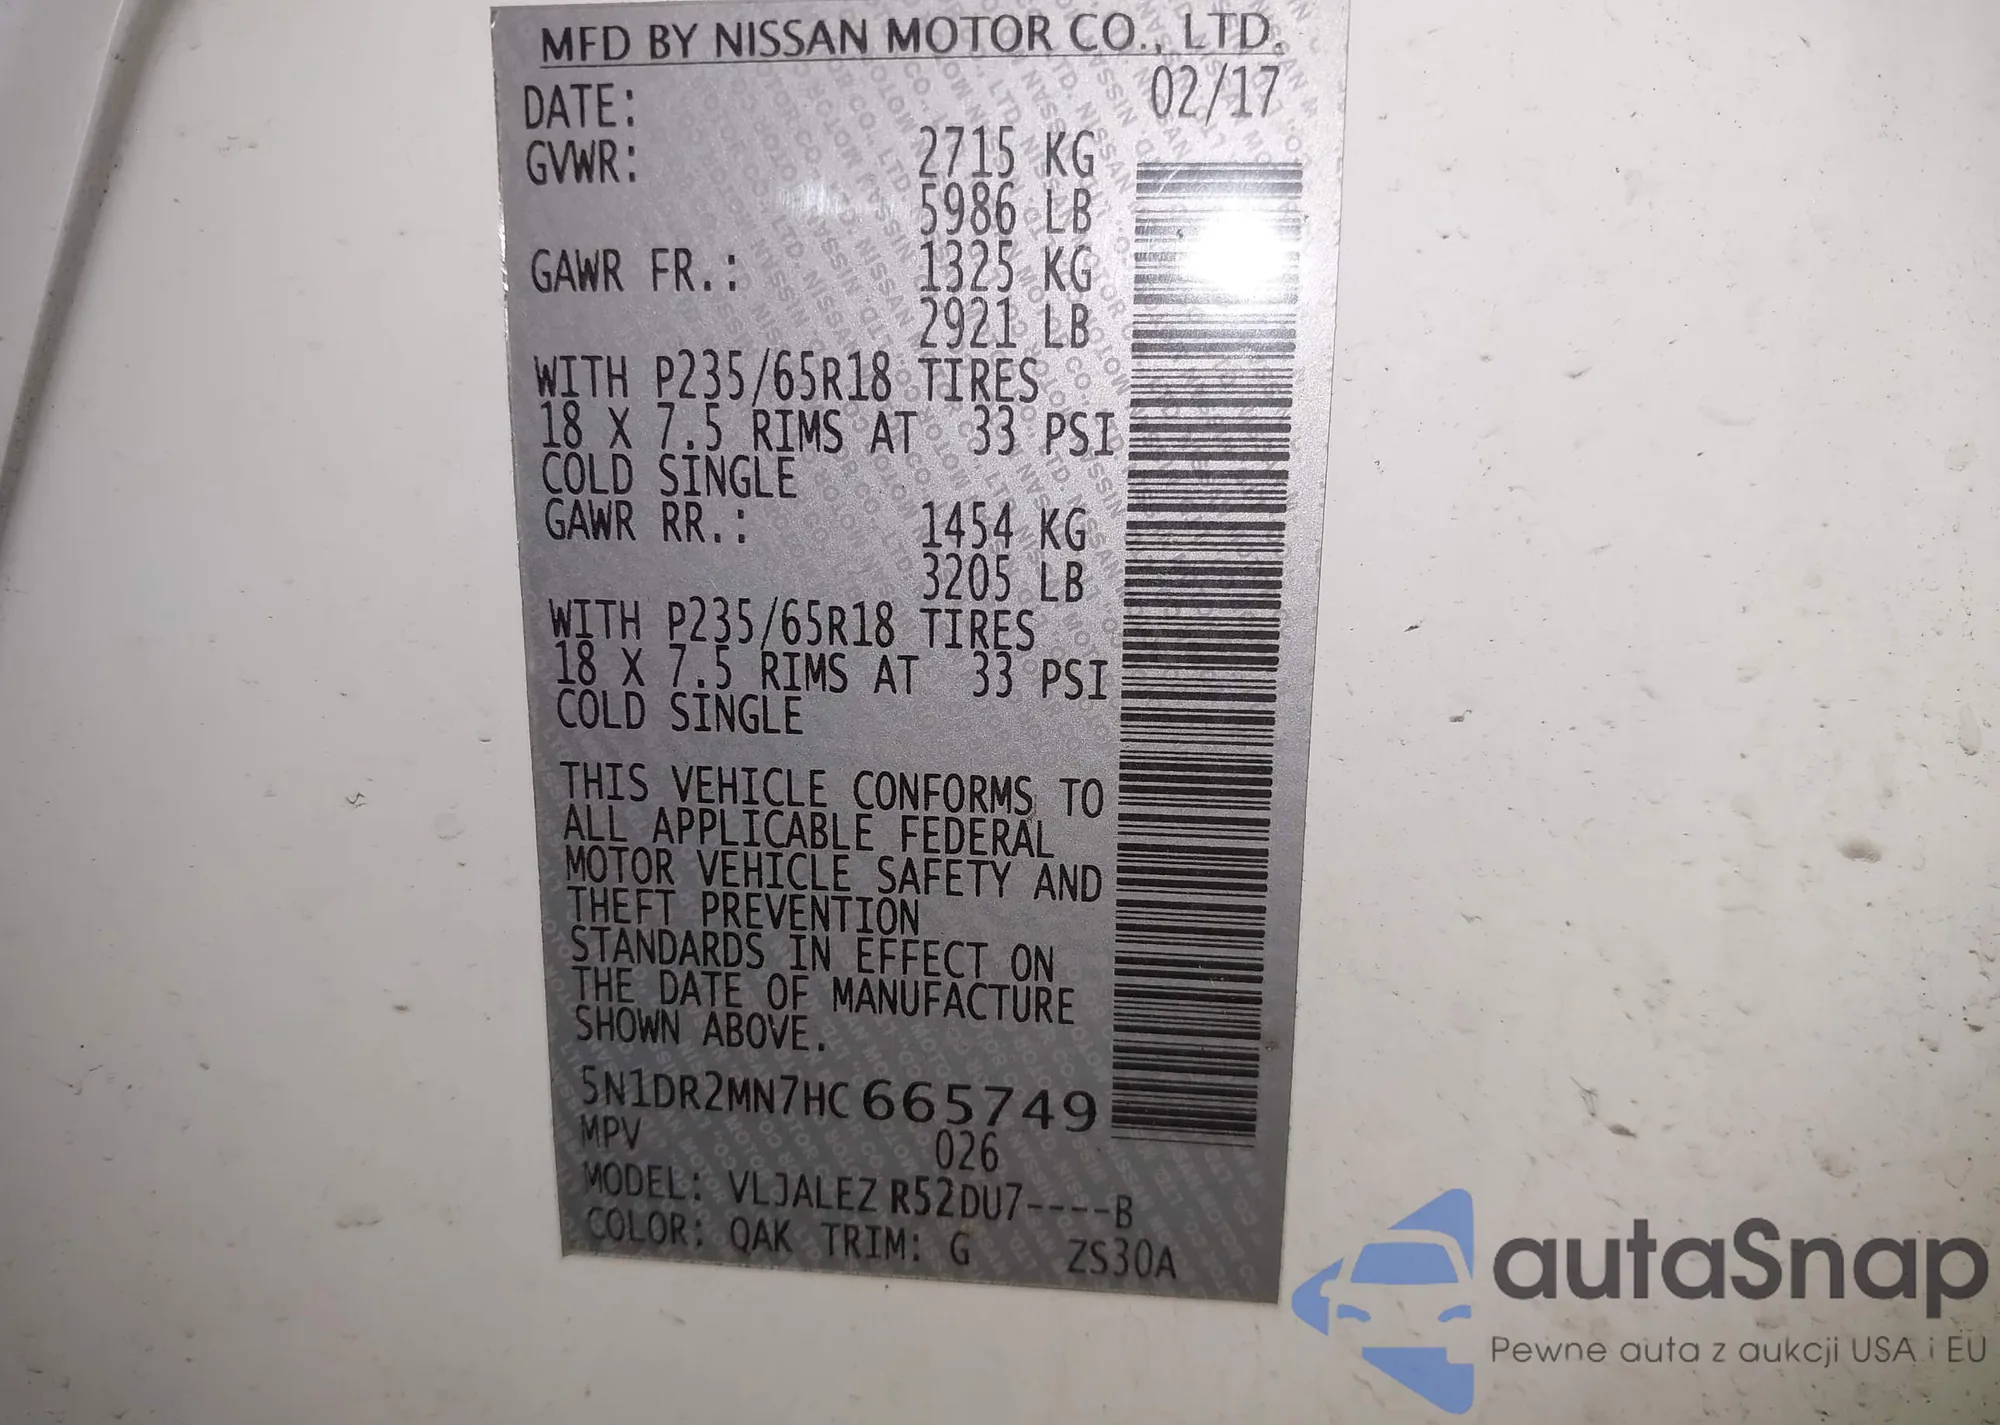 MFD BY NISSAN MOTOR CO., LTD.
DATE: 02/17
GVWR: 2715 KG
5986 LB
GAWR FR.: 1325 KG
2921 LB
WITH P235/65R18 TIRES
18 X 7.5 RIMS AT 33 PSI
COLD SINGLE
GAWR RR.: 1454 KG
3205 LB
WITH P235/65R18 TIRES
18 X 7.5 RIMS AT 33 PSI
COLD SINGLE
THIS VEHICLE CONFORMS TO
ALL APPLICABLE FEDERAL
MOTOR VEHICLE SAFETY AND
THEFT PREVENTION
STANDARDS IN EFFECT ON
THE DATE OF MANUFACTURE
SHOWN ABOVE.
5N1DR2MN7HC665749
MPV 026
MODEL: VLJALEZ R52DU7----B
COLOR: QAK TRIM: G ZS30A
autaSnap
Pewne auta z aukcji USA i EU